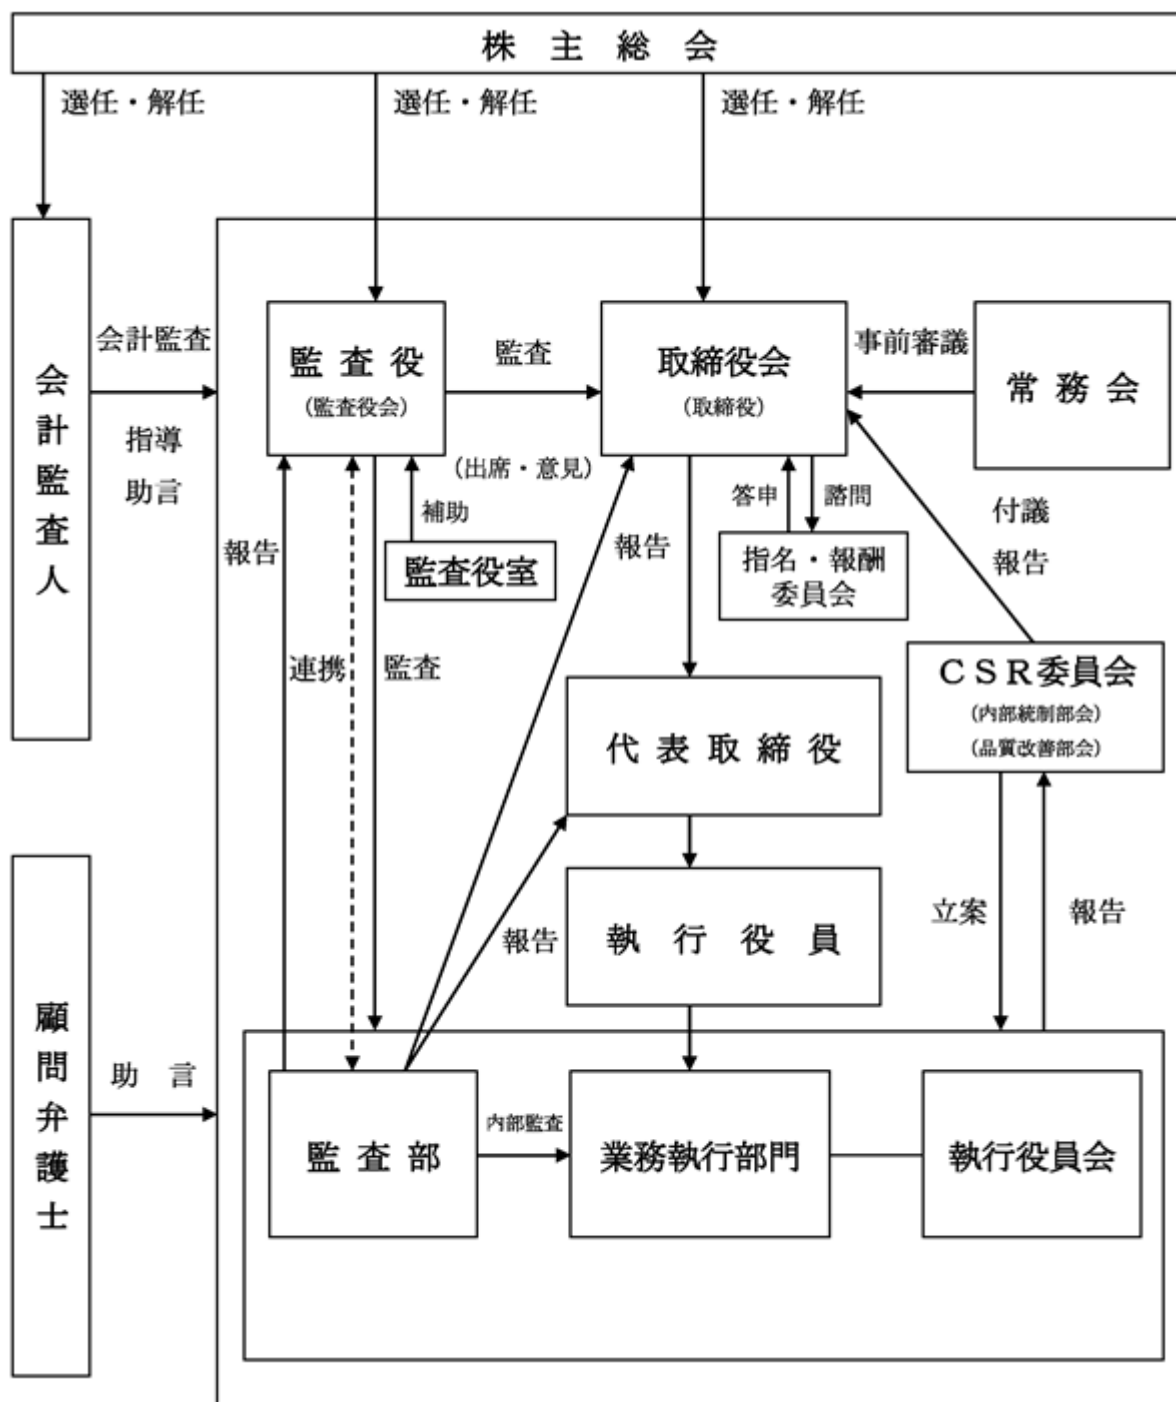 株主総会
選任・解任
選任・解任
選任・解任
会計監査人
会計監査
指導
助言
監査役
(監査役会)
監査
取締役会
(取締役)
事前審議
常務会
(出席・意見)
補助
監査役室
報告
報告
答申
諮問
指名・報酬
委員会
付議
報告
連携
監査
CSR委員会
(内部統制部会)
(品質改善部会)
代表取締役
執行役員
報告
立案
報告
顧問弁護士
助言
監査部
内部監査
業務執行部門
執行役員会